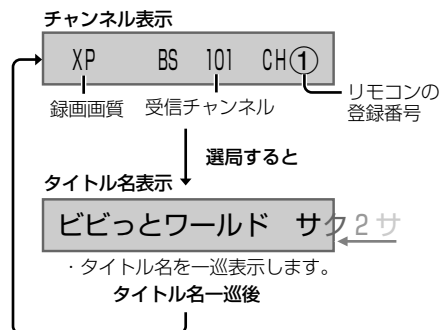 チャンネル表示
XP BS 101 CH①
録画画質 受信チャンネル リモコンの登録番号
選局すると
タイトル名表示
ビビっとワールド サク2サ
・タイトル名を一巡表示します。
タイトル名一巡後